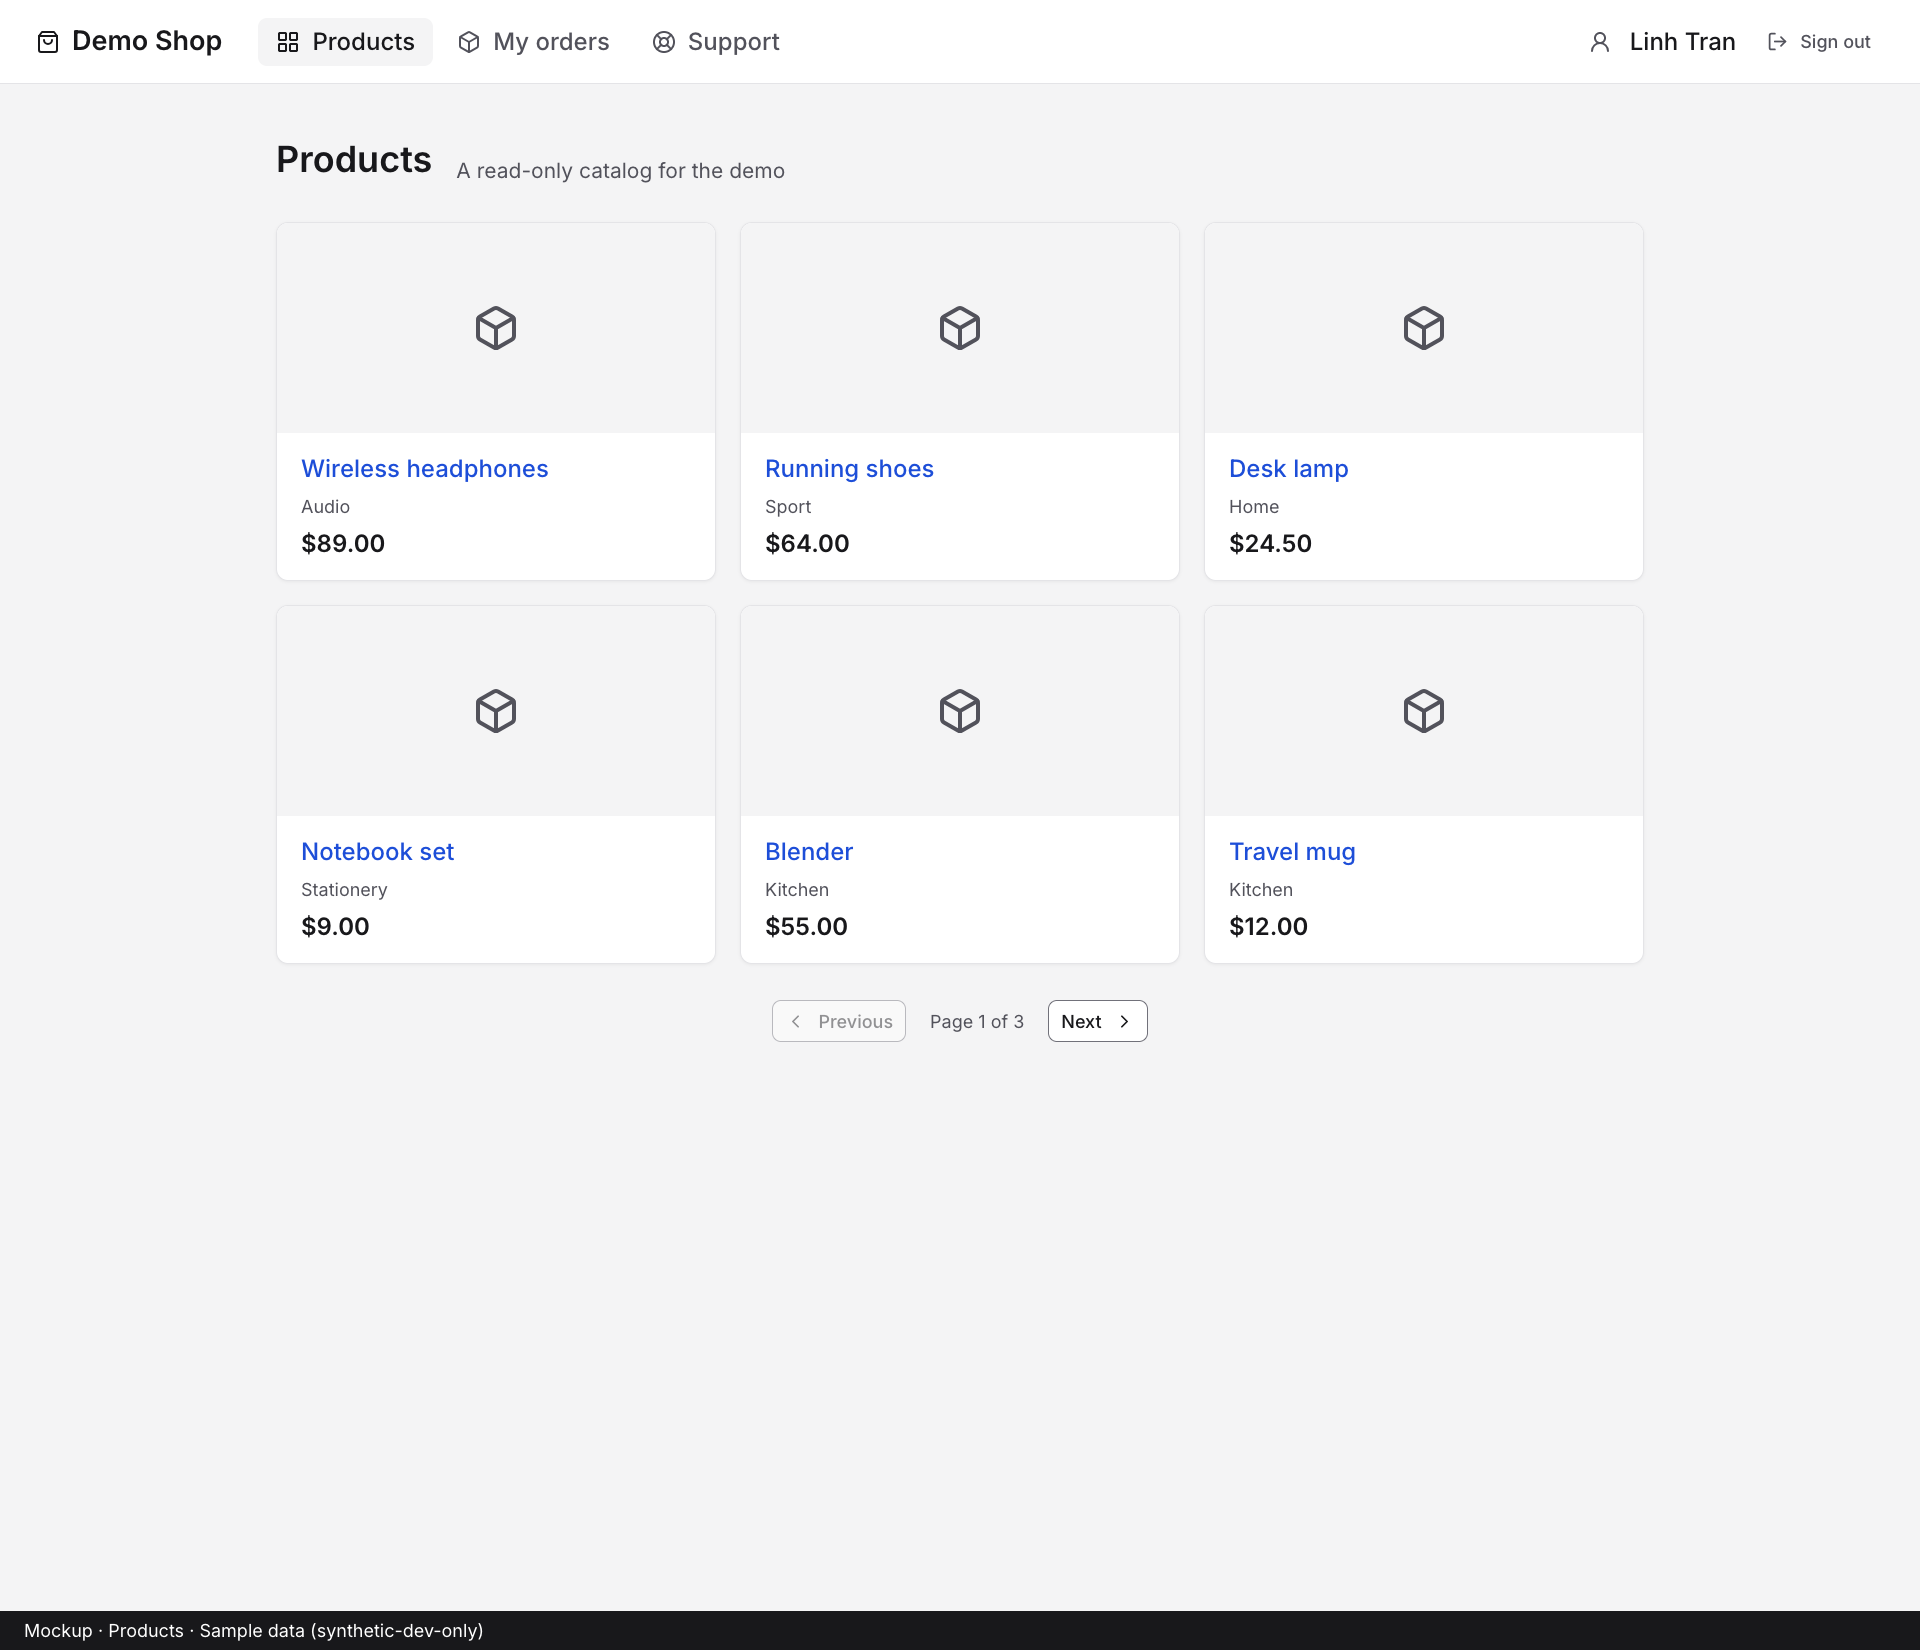 Demo Shop
Products
My orders
Support
Linh Tran
Sign out
Products
A read-only catalog for the demo
Wireless headphones
Audio
$89.00
Running shoes
Sport
$64.00
Desk lamp
Home
$24.50
Notebook set
Stationery
$9.00
Blender
Kitchen
$55.00
Travel mug
Kitchen
$12.00
Previous
Page 1 of 3
Next
Mockup · Products · Sample data (synthetic-dev-only)